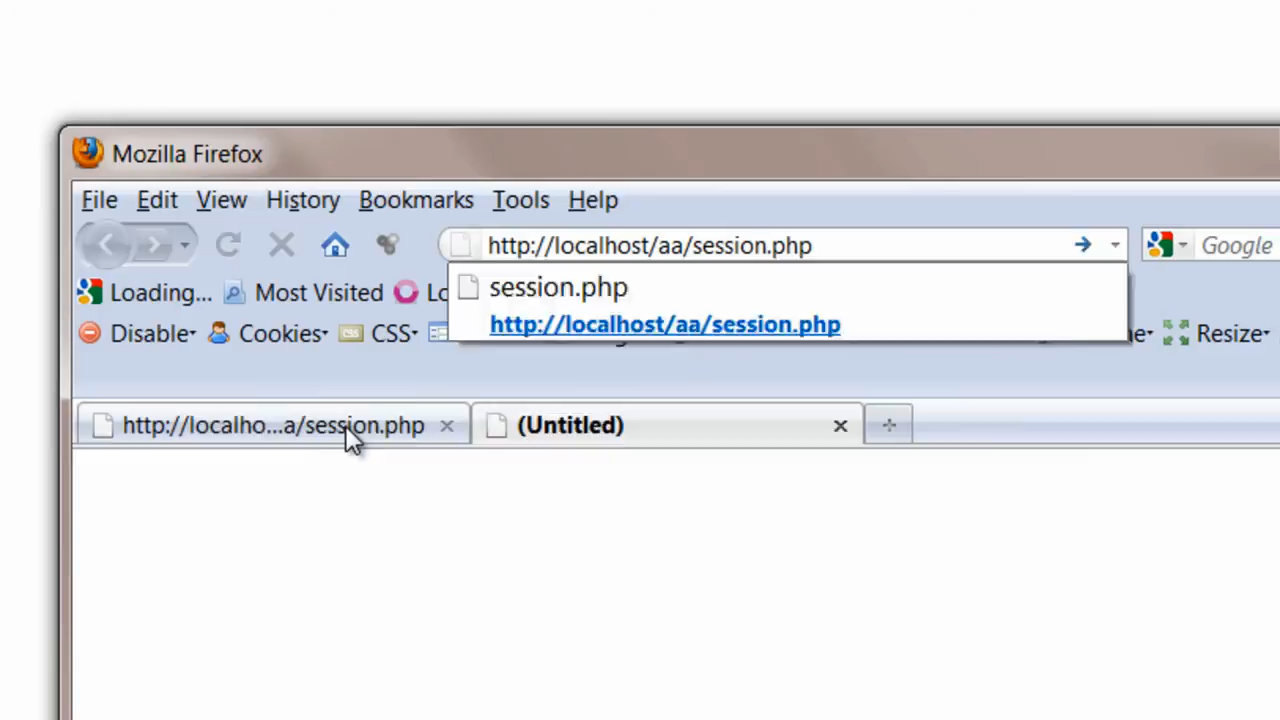 Mozilla Firefox
File Edit View History Bookmarks Tools Help
http://localhost/aa/session.php Google
session.php
Loading... Most Visited
http://localhost/aa/session.php
Disable Cookies CSS Resize
http://localho...a/session.php (Untitled)